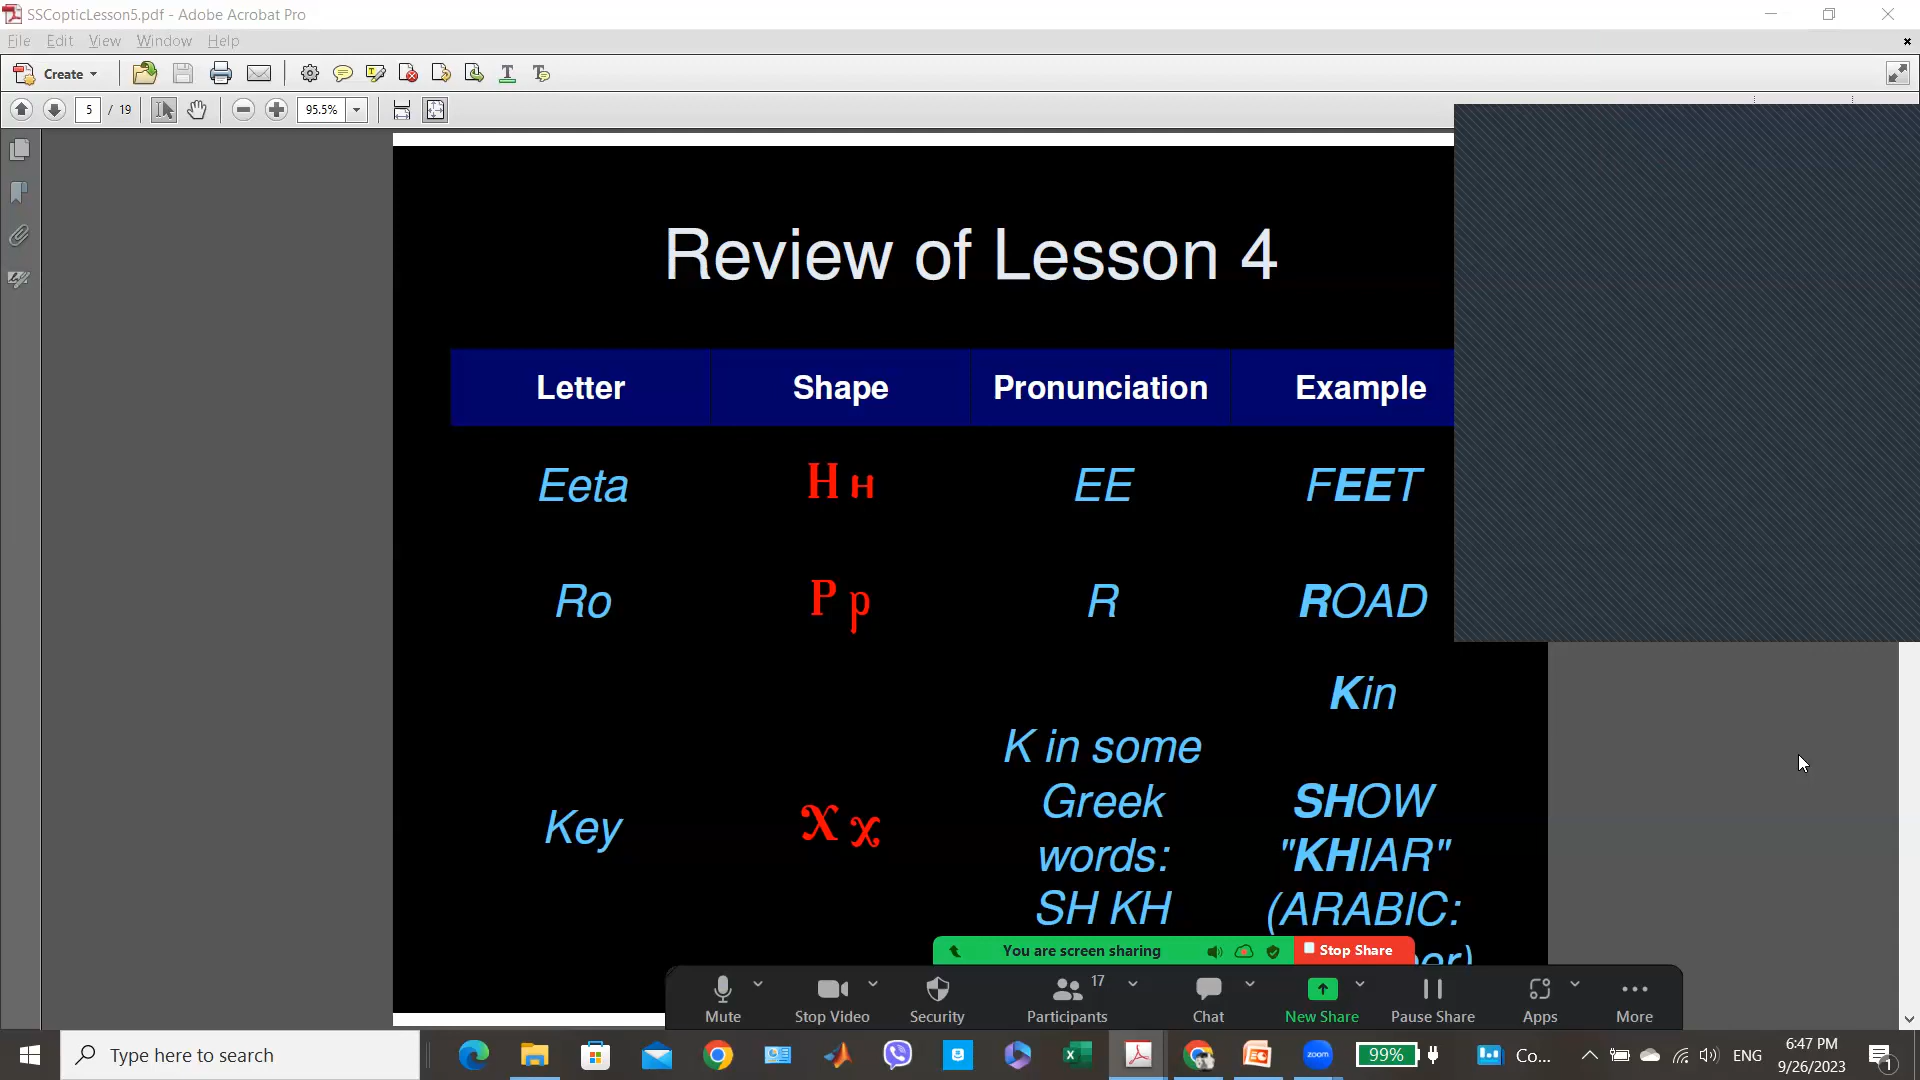 SSCopticLesson5.pdf - Adobe Acrobat Pro
File Edit View Window Help
Create
5 / 19 95.5%
Review of Lesson 4
Letter Shape Pronunciation Example
Eeta Ⲏ ⲏ EE FEET
Ro Ⲣ ⲣ R ROAD
Kin
K in some
Greek SHOW
Key Ⲭ ⲭ
words: "KHIAR"
SH KH (ARABIC:
You are screen sharing Stop Share
17
Mute Stop Video Security Participants Chat New Share Pause Share Apps More
Type here to search
99% Co... ENG
6:47 PM
9/26/2023
1